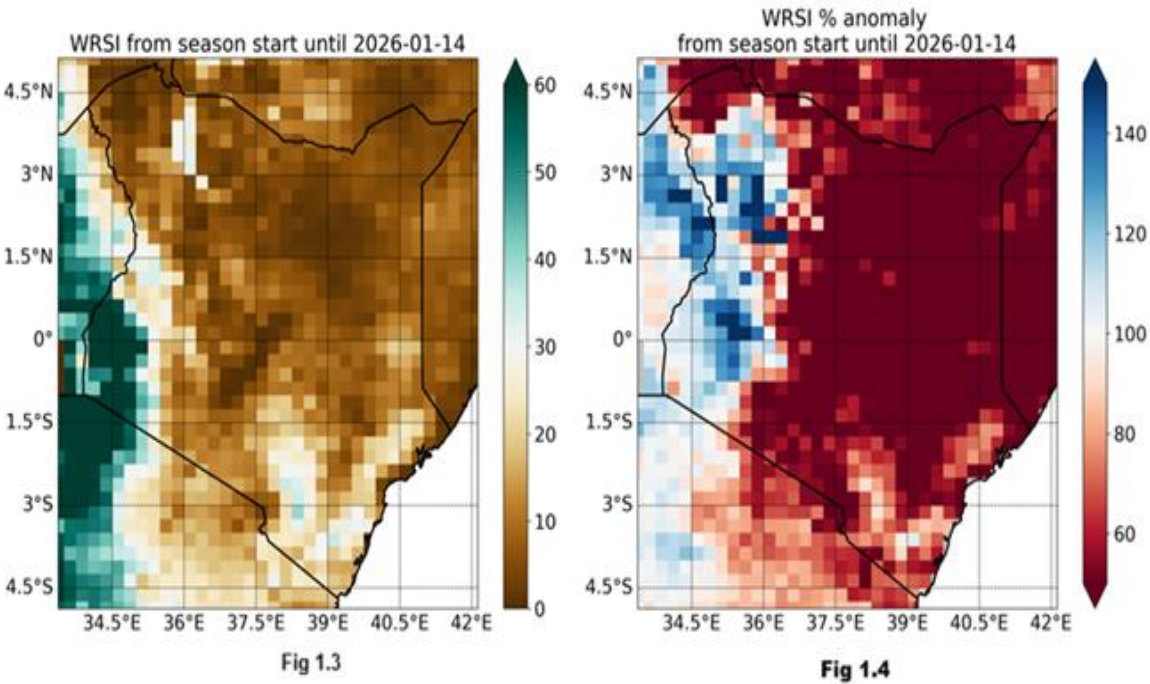 WRSI from season start until 2026-01-14
4.5°N
3°N
1.5°N
0°
1.5°S
3°S
4.5°S
34.5°E 36°E 37.5°E 39°E 40.5°E 42°E
60
50
40
30
20
10
0
Fig 1.3
WRSI % anomaly
from season start until 2026-01-14
4.5°N
3°N
1.5°N
0°
1.5°S
3°S
4.5°S
34.5°E 36°E 37.5°E 39°E 40.5°E 42°E
140
120
100
80
60
Fig 1.4